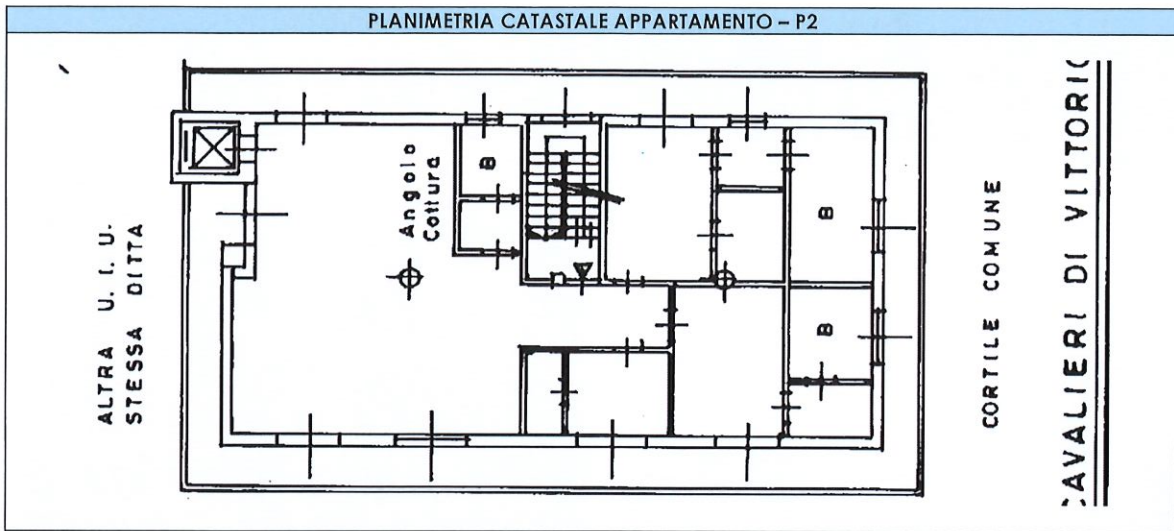 PLANIMETRIA CATASTALE APPARTAMENTO – P2
ALTRA U. I. U.
STESSA DITTA
Angolo
Cottura
B
B
B
CORTILE COMUNE
CAVALIERI DI VITTORIO